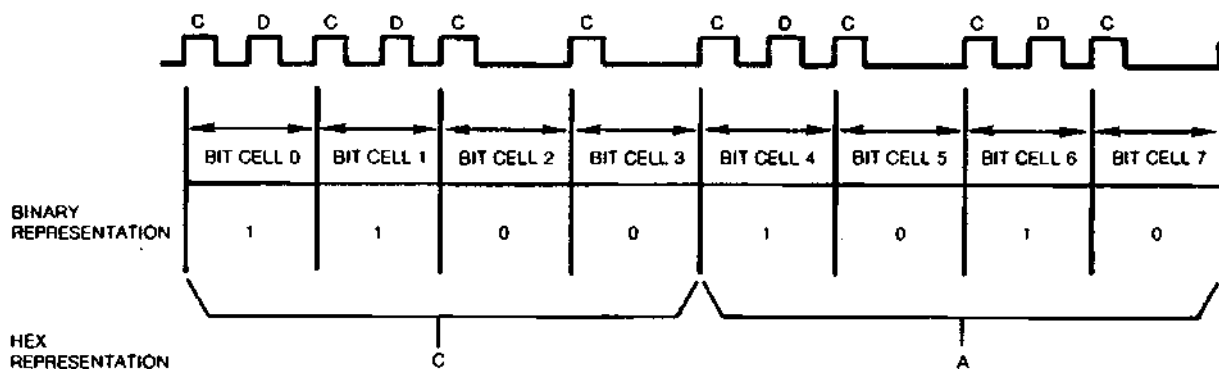 C D C D C C C D C C D C
BIT CELL 0 BIT CELL 1 BIT CELL 2 BIT CELL 3 BIT CELL 4 BIT CELL 5 BIT CELL 6 BIT CELL 7
BINARY
REPRESENTATION 1 1 0 0 1 0 1 0
HEX
REPRESENTATION C A